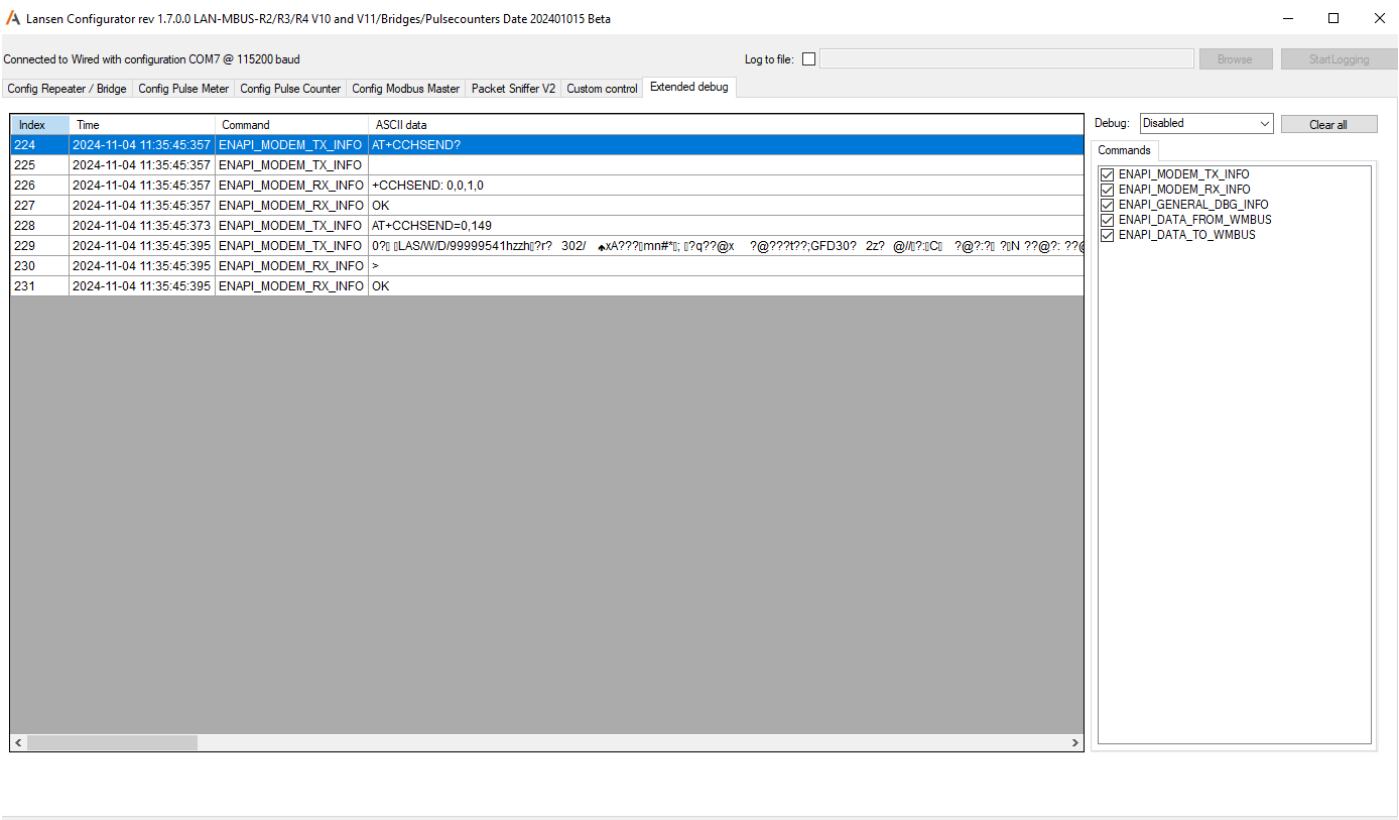 Lansen Configurator rev 1.7.0.0 LAN-MBUS-R2/R3/R4 V10 and V11/Bridges/Pulsecounters Date 202401015 Beta
Connected to Wired with configuration COM7 @ 115200 baud
Log to file:
Browse
StartLogging
Config Repeater / Bridge
Config Pulse Meter
Config Pulse Counter
Config Modbus Master
Packet Sniffer V2
Custom control
Extended debug
Index Time Command ASCII data
224 2024-11-04 11:35:45:357 ENAPI_MODEM_TX_INFO AT+CCHSEND?
225 2024-11-04 11:35:45:357 ENAPI_MODEM_TX_INFO
226 2024-11-04 11:35:45:357 ENAPI_MODEM_RX_INFO +CCHSEND: 0,0,1,0
227 2024-11-04 11:35:45:357 ENAPI_MODEM_RX_INFO OK
228 2024-11-04 11:35:45:373 ENAPI_MODEM_TX_INFO AT+CCHSEND=0,149
229 2024-11-04 11:35:45:395 ENAPI_MODEM_TX_INFO 0?▯ ▯LAS/W/D/99999541hzzh▯?r? 302/ ♠xA???▯mn#*▯; ▯?q??@x ?@???t??;GFD30? 2z? @//▯?:▯C▯ ?@?:?▯ ?▯N ??@?: ??@
230 2024-11-04 11:35:45:395 ENAPI_MODEM_RX_INFO >
231 2024-11-04 11:35:45:395 ENAPI_MODEM_RX_INFO OK
Debug: Disabled
Clear all
Commands
ENAPI_MODEM_TX_INFO
ENAPI_MODEM_RX_INFO
ENAPI_GENERAL_DBG_INFO
ENAPI_DATA_FROM_WMBUS
ENAPI_DATA_TO_WMBUS